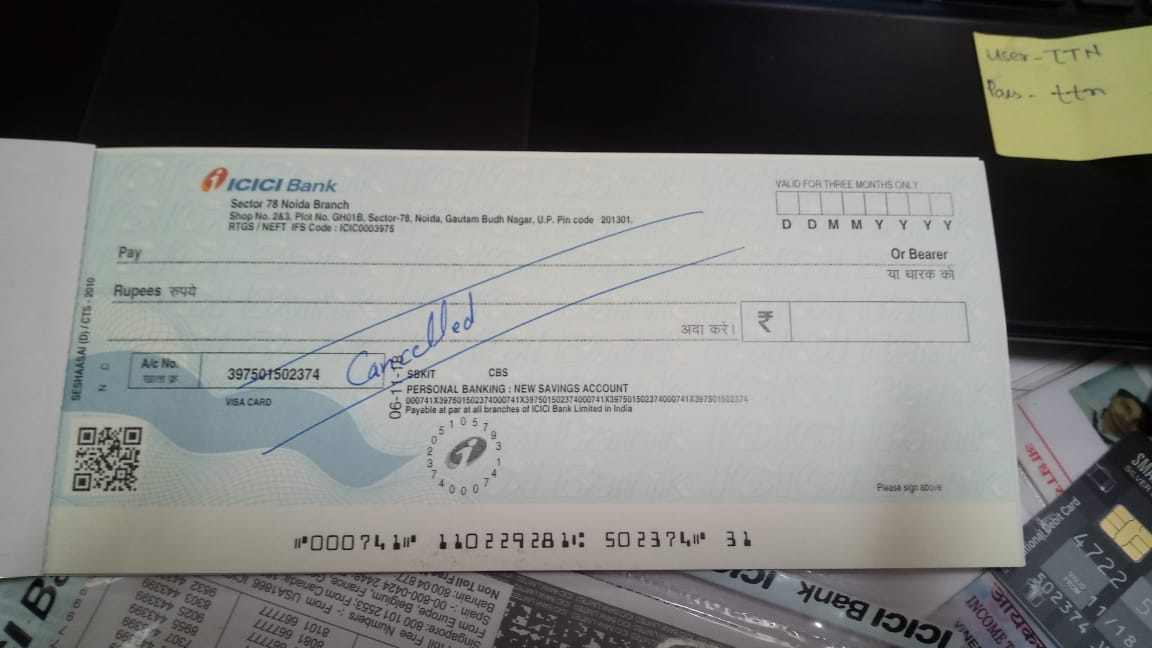 user - TTN
Pass - ttn
ICICI Bank
Sector 78 Noida Branch
Shop No. 2&3, Plot No. GH01B, Sector-78, Noida, Gautam Budh Nagar, U.P. Pin code 201301.
RTGS / NEFT IFS Code : ICIC0003975
VALID FOR THREE MONTHS ONLY
D D M M Y Y Y Y
Pay
Or Bearer
या धारक को
Rupees रुपये
अदा करें।
₹
Cancelled
A/c No.
खाता क्र
397501502374
VISA CARD
06-11-18
SBKIT CBS
PERSONAL BANKING : NEW SAVINGS ACCOUNT
000741X397501502374000741X397501502374000741X397501502374000741X397501502374
Payable at par at all branches of ICICI Bank Limited in India
SESHAASAI (D) / CTS - 2010
N C
Please sign above
⑈000741⑈ 110229281⑆ 502374⑈ 31
ICICI Bank
Debit Card
4722
VALID
11/18
502374
आयकर
INCOME